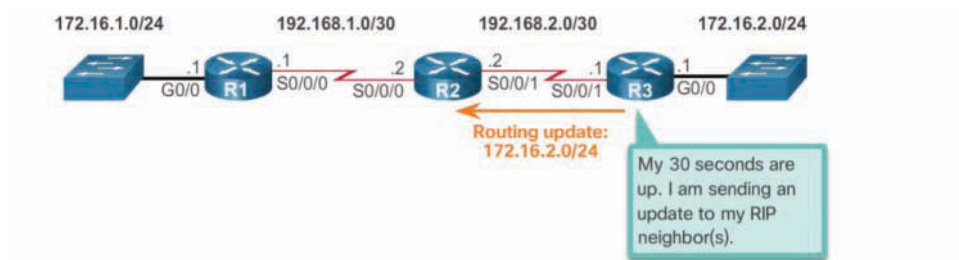 172.16.1.0/24
192.168.1.0/30
192.168.2.0/30
172.16.2.0/24
.1
G0/0
R1
.1
S0/0/0
.2
S0/0/0
R2
.2
S0/0/1
.1
S0/0/1
R3
.1
G0/0
Routing update:
172.16.2.0/24
My 30 seconds are
up. I am sending an
update to my RIP
neighbor(s).